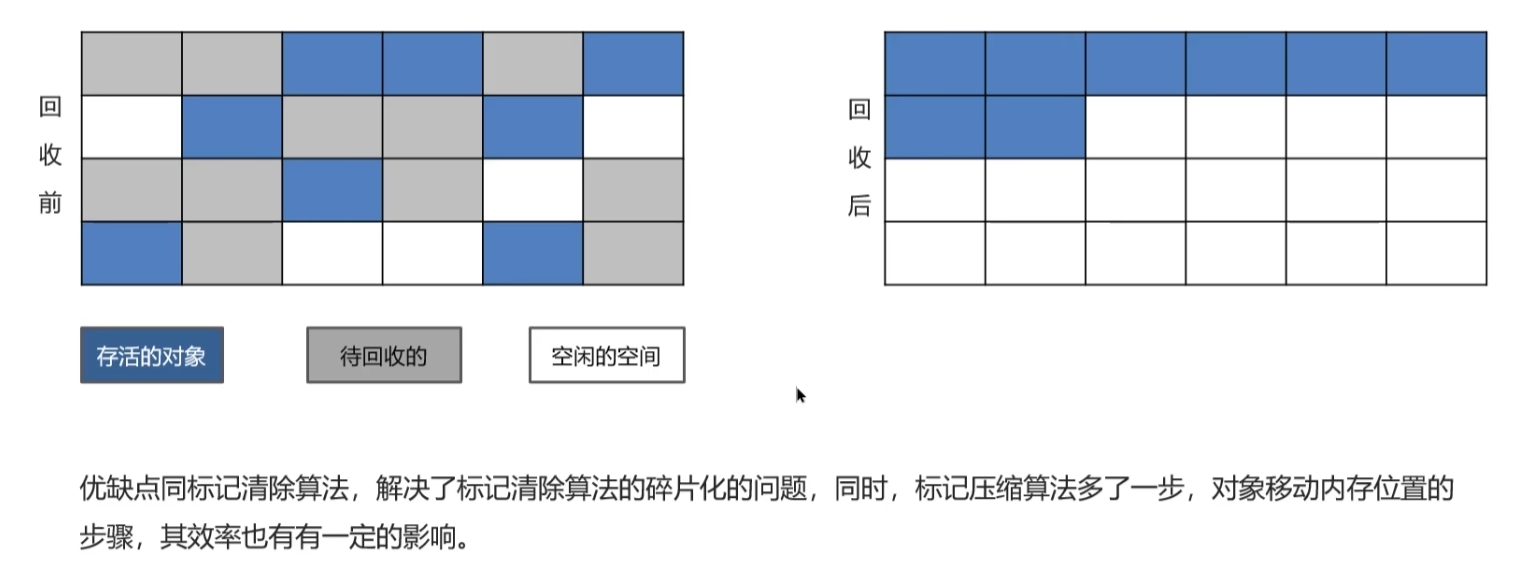 回收前
回收后
存活的对象
待回收的
空闲的空间
优缺点同标记清除算法，解决了标记清除算法的碎片化的问题，同时，标记压缩算法多了一步，对象移动内存位置的
步骤，其效率也有有一定的影响。